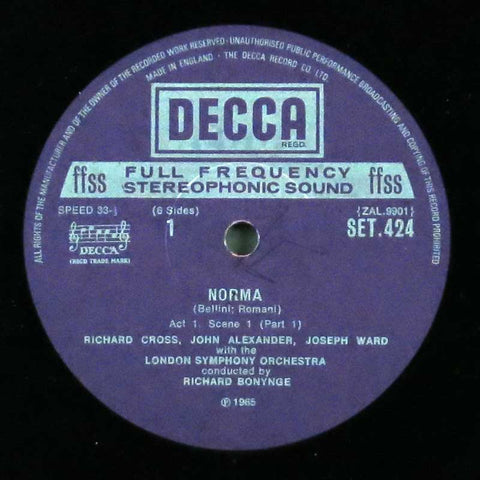 ALL RIGHTS OF THE MANUFACTURER AND OF THE OWNER OF THE RECORDED WORK RESERVED · UNAUTHORISED PUBLIC PERFORMANCE BROADCASTING AND COPYING OF THIS RECORD PROHIBITED
MADE IN ENGLAND · THE DECCA RECORD CO. LTD.
DECCA
REGD.
ffss FULL FREQUENCY STEREOPHONIC SOUND ffss
SPEED 33⅓ (6 Sides) {ZAL.9901}
1 SET.424
DECCA
(REGD TRADE MARK)
NORMA
(Bellini; Romani)
Act 1. Scene 1 (Part 1)
RICHARD CROSS, JOHN ALEXANDER, JOSEPH WARD
with the
LONDON SYMPHONY ORCHESTRA
conducted by
RICHARD BONYNGE
℗ 1965